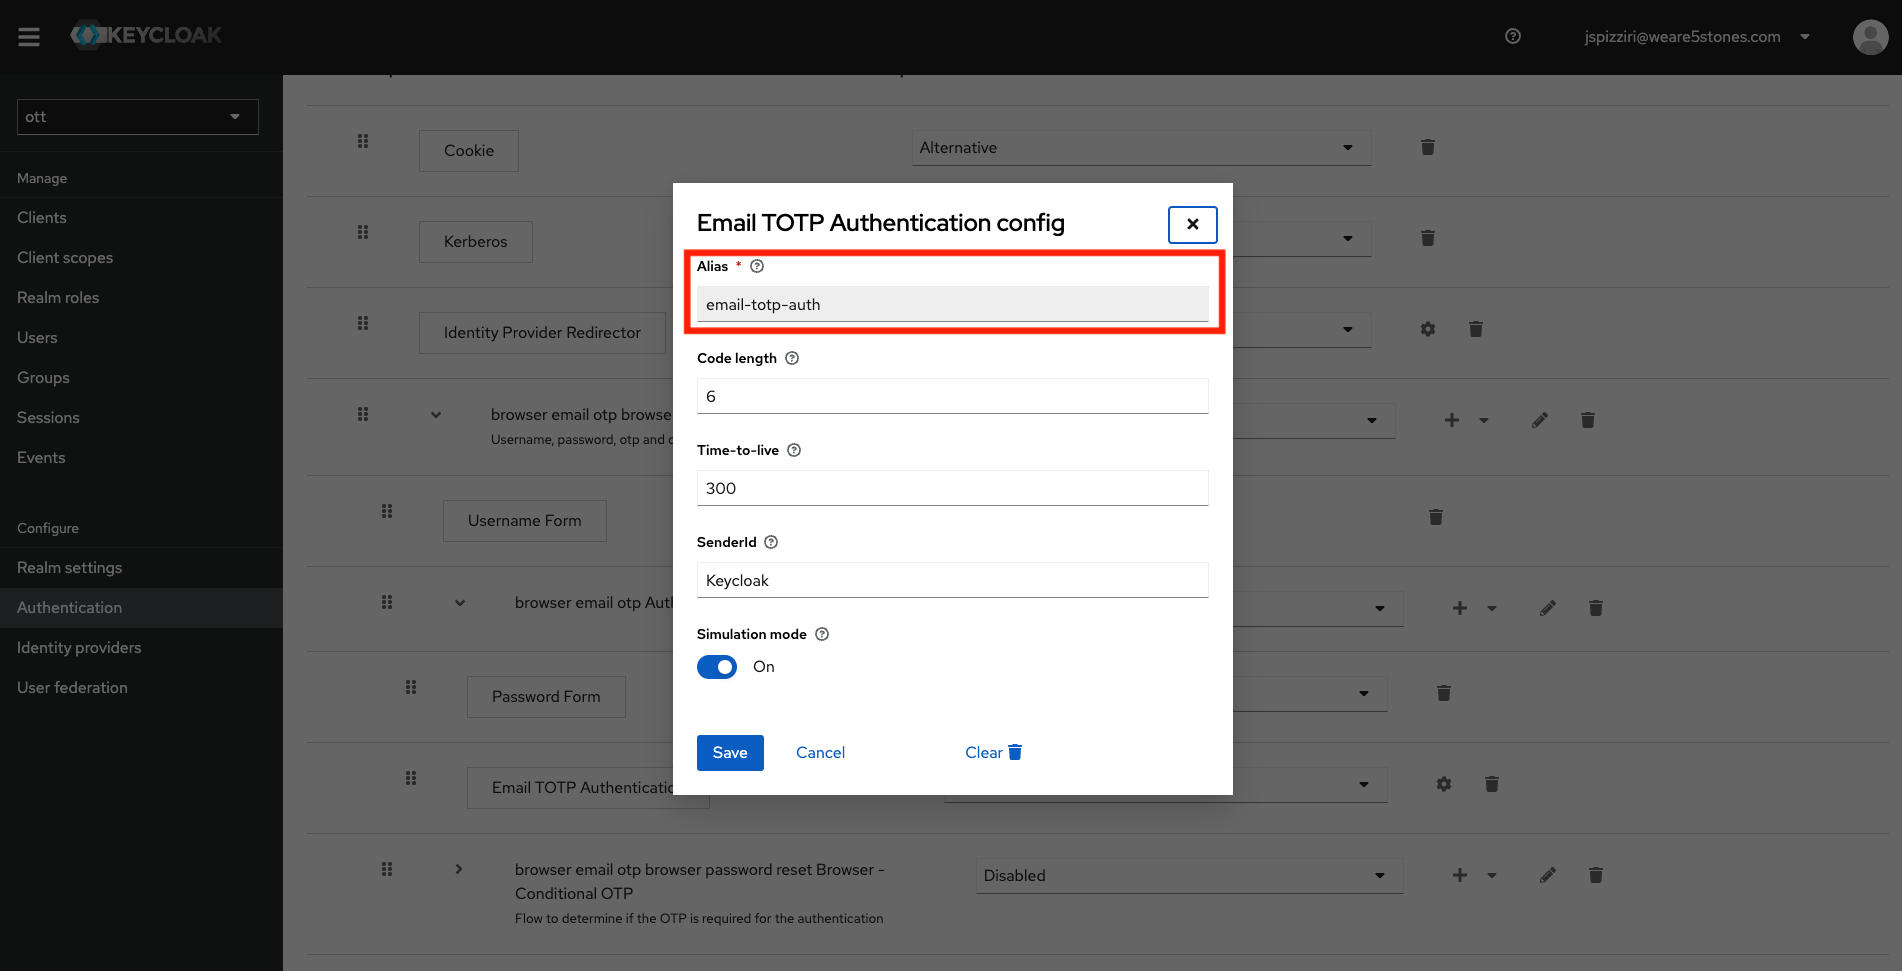 KEYCLOAK
jspizziri@weare5stones.com
ott
Manage
Clients
Client scopes
Realm roles
Users
Groups
Sessions
Events
Configure
Realm settings
Authentication
Identity providers
User federation
Cookie
Alternative
Kerberos
Identity Provider Redirector
browser email otp browse
Username, password, otp and
Username Form
browser email otp
Password Form
Email TOTP
browser email otp browser password reset Browser -
Conditional OTP
Flow to determine if the OTP is required for the authentication
Disabled
Email TOTP Authentication config
Alias *
email-totp-auth
Code length
6
Time-to-live
300
SenderId
Keycloak
Simulation mode
On
Save
Cancel
Clear